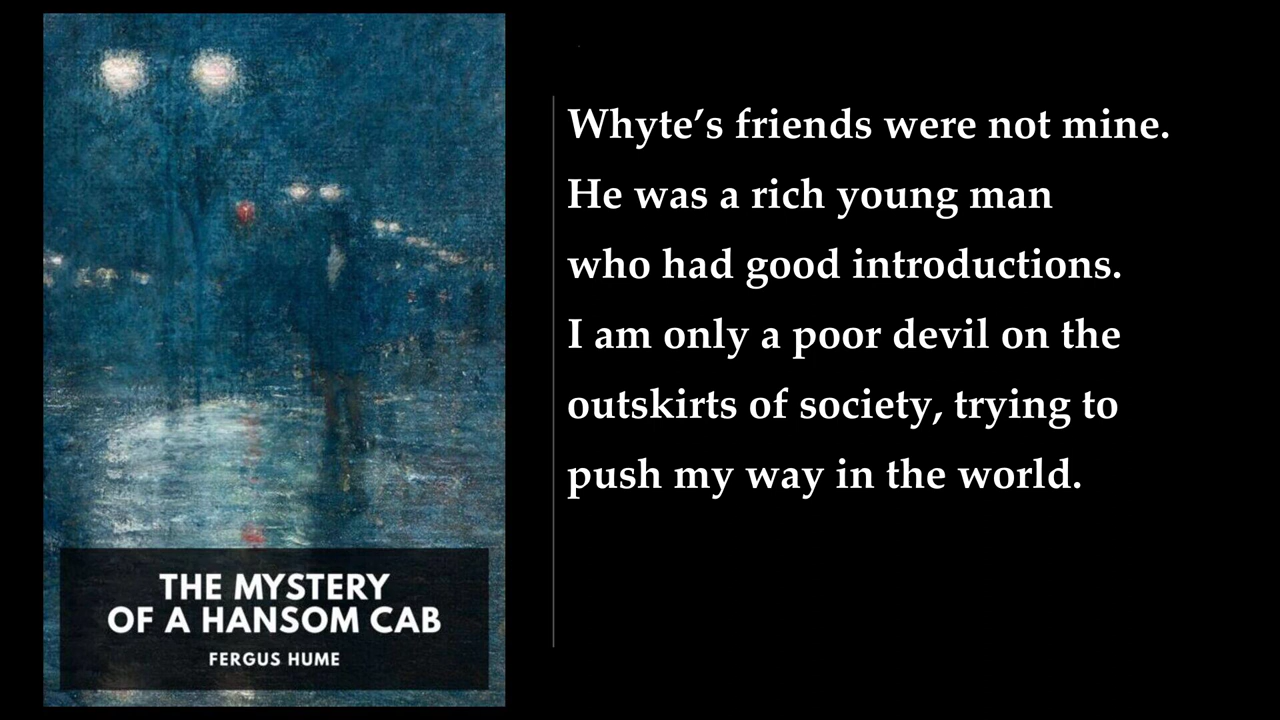 Whyte’s friends were not mine.
He was a rich young man
who had good introductions.
I am only a poor devil on the
outskirts of society, trying to
push my way in the world.
THE MYSTERY
OF A HANSOM CAB
FERGUS HUME